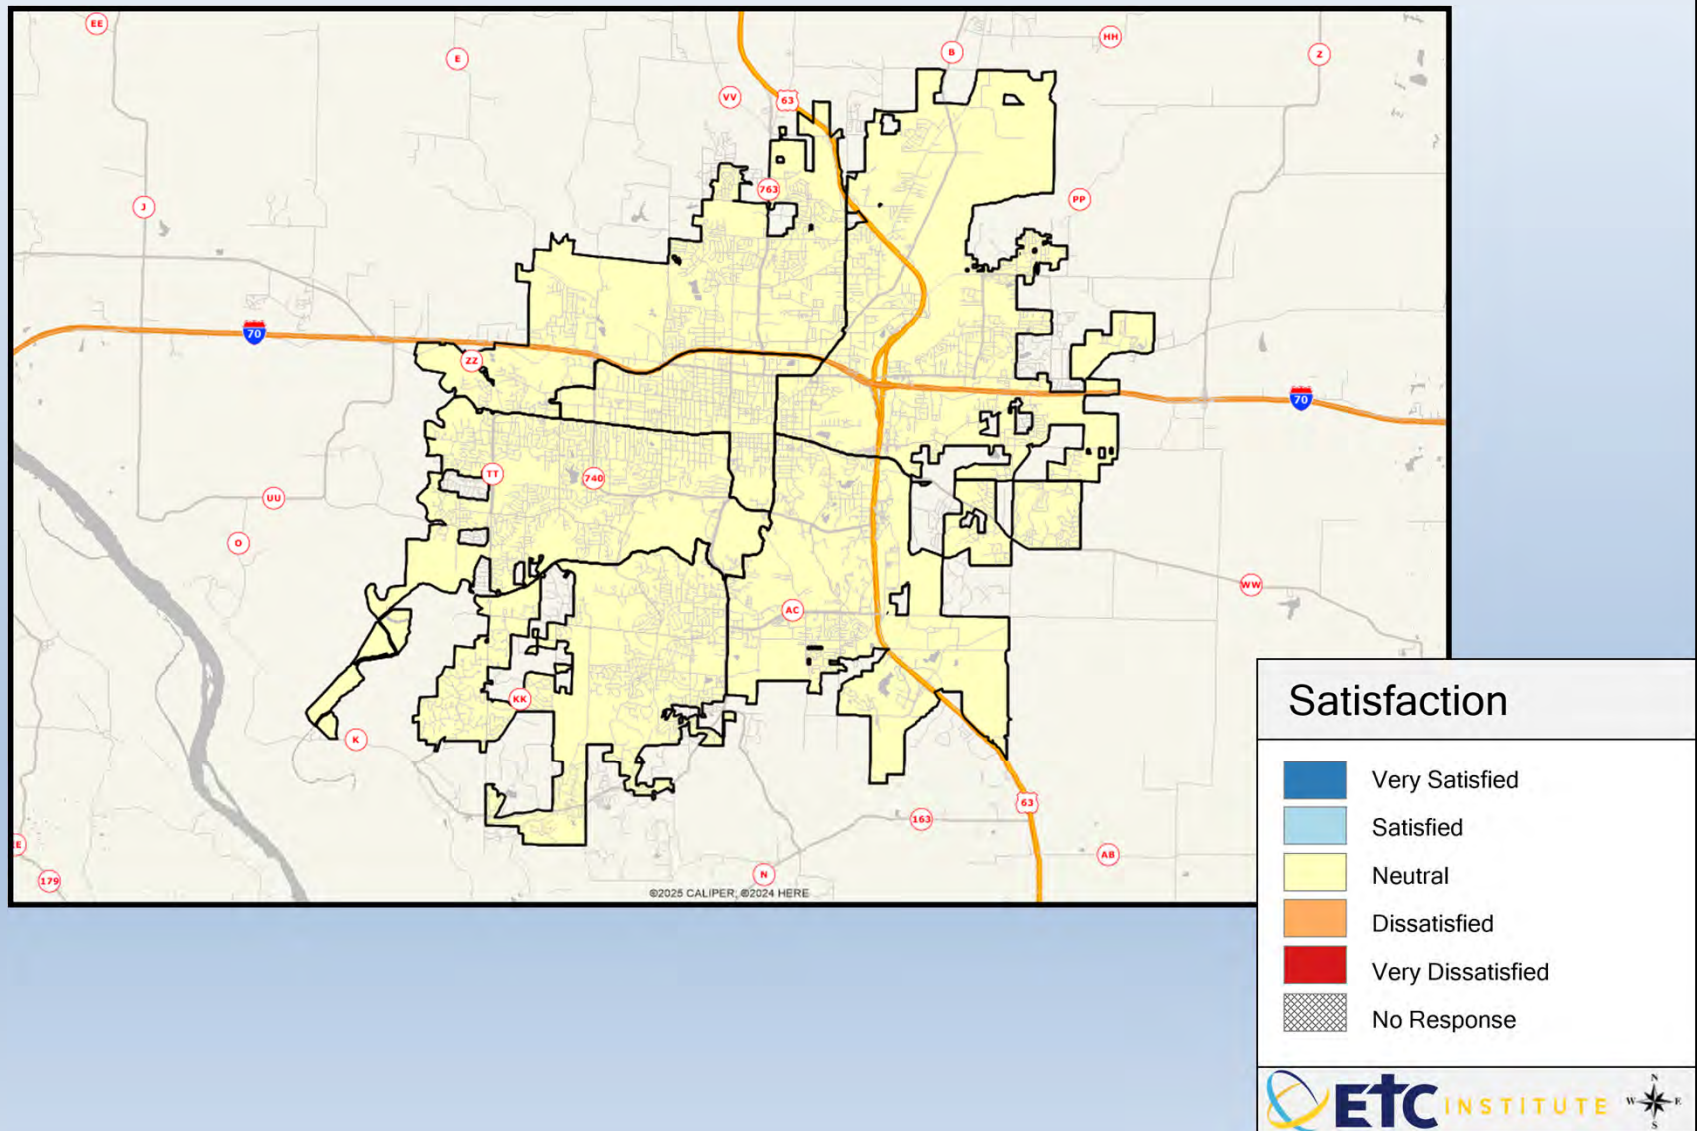 EE
HH
B
Z
E
VV
63
763
PP
J
70
ZZ
70
TT
740
UU
O
WW
AC
KK
K
63
163
AB
EE
N
179
©2025 CALIPER; ©2024 HERE
Satisfaction
Very Satisfied
Satisfied
Neutral
Dissatisfied
Very Dissatisfied
No Response
N
W E
S
ETC INSTITUTE